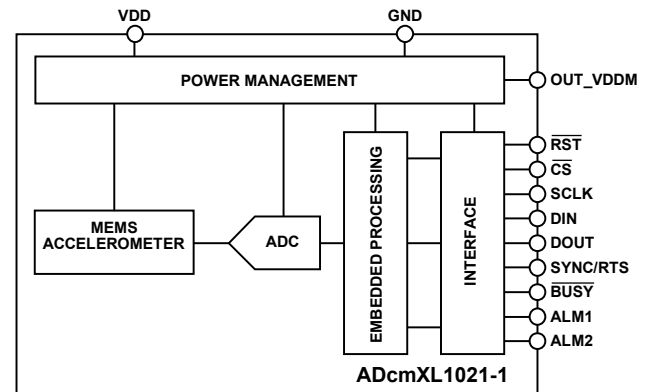 VDD
GND
POWER MANAGEMENT
OUT_VDDM
RST
CS
SCLK
DIN
DOUT
SYNC/RTS
BUSY
ALM1
ALM2
MEMS
ACCELEROMETER
ADC
EMBEDDED PROCESSING
INTERFACE
ADcmXL1021-1